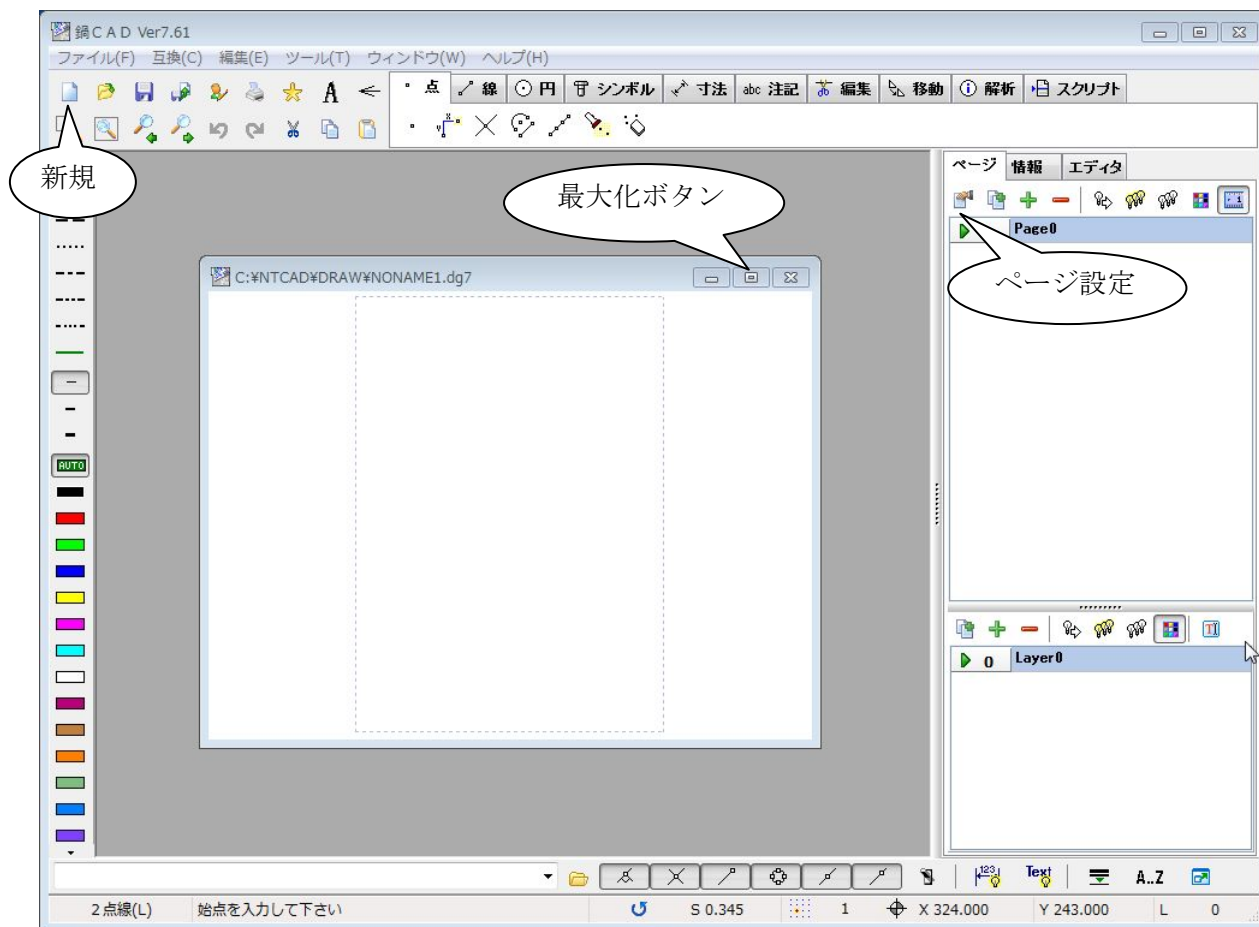 鍋CAD Ver7.61
ファイル(F) 互換(C) 編集(E) ツール(T) ウィンドウ(W) ヘルプ(H)
点 線 円 シンボル 寸法 abc 注記 編集 移動 解析 スクリプト
新規
最大化ボタン
ページ 情報 エディタ
Page0
ページ設定
C:¥NTCAD¥DRAW¥NONAME1.dg7
AUTO
0 Layer0
123 Text A..Z
2点線(L) 始点を入力して下さい S 0.345 1 X 324.000 Y 243.000 L 0